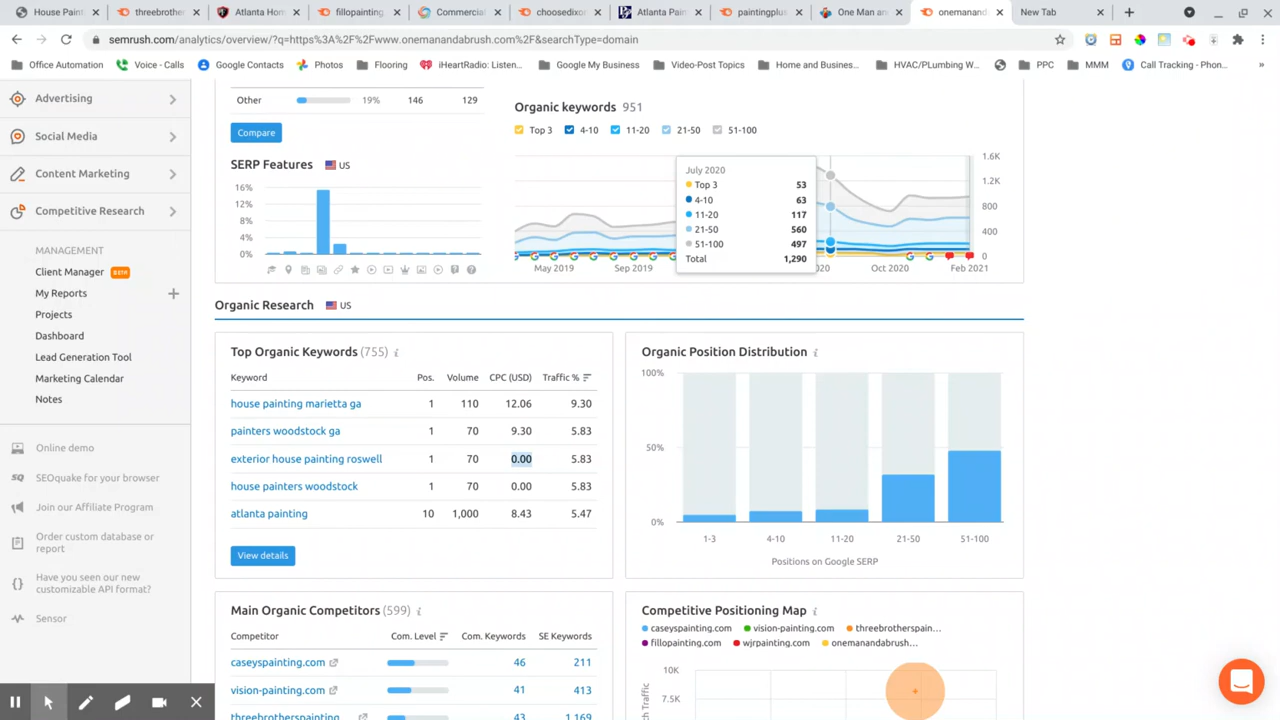 House Paint
threebrother
Atlanta Hom
fillopainting.
Commercial
choosedixon
Atlanta Pain
paintingplus
One Man and
onemanand
New Tab
semrush.com/analytics/overview/?q=https%3A%2F%2Fwww.onemanandabrush.com%2F&searchType=domain
Office Automation
Voice - Calls
Google Contacts
Photos
Flooring
iHeartRadio: Listen...
Google My Business
Video-Post Topics
Home and Busines...
HVAC/PLumbing W...
PPC
MMM
Call Tracking - Phon...
»
Advertising
Social Media
Content Marketing
Competitive Research
MANAGEMENT
Client Manager BETA
My Reports
Projects
Dashboard
Lead Generation Tool
Marketing Calendar
Notes
Online demo
SEOquake for your browser
Join our Affiliate Program
Order custom database or
report
Have you seen our new
customizable API format?
Sensor
Other 19% 146 129
Compare
SERP Features US
16%
12%
8%
4%
0%
Organic keywords 951
Top 3 4-10 11-20 21-50 51-100
1.6K
1.2K
800
400
0
July 2020
Top 3 53
4-10 63
11-20 117
21-50 560
51-100 497
Total 1,290
May 2019 Sep 2019 2020 Oct 2020 Feb 2021
Organic Research US
Top Organic Keywords (755)
Keyword Pos. Volume CPC (USD) Traffic %
house painting marietta ga 1 110 12.06 9.30
painters woodstock ga 1 70 9.30 5.83
exterior house painting roswell 1 70 0.00 5.83
house painters woodstock 1 70 0.00 5.83
atlanta painting 10 1,000 8.43 5.47
View details
Organic Position Distribution
100%
50%
0%
1-3 4-10 11-20 21-50 51-100
Positions on Google SERP
Main Organic Competitors (599)
Competitor Com. Level Com. Keywords SE Keywords
caseyspainting.com 46 211
vision-painting.com 41 413
threebrotherspainting 43 1,169
Competitive Positioning Map
caseyspainting.com vision-painting.com threebrotherspain...
fillopainting.com wjrpainting.com onemanandabrush...
10K
7.5K